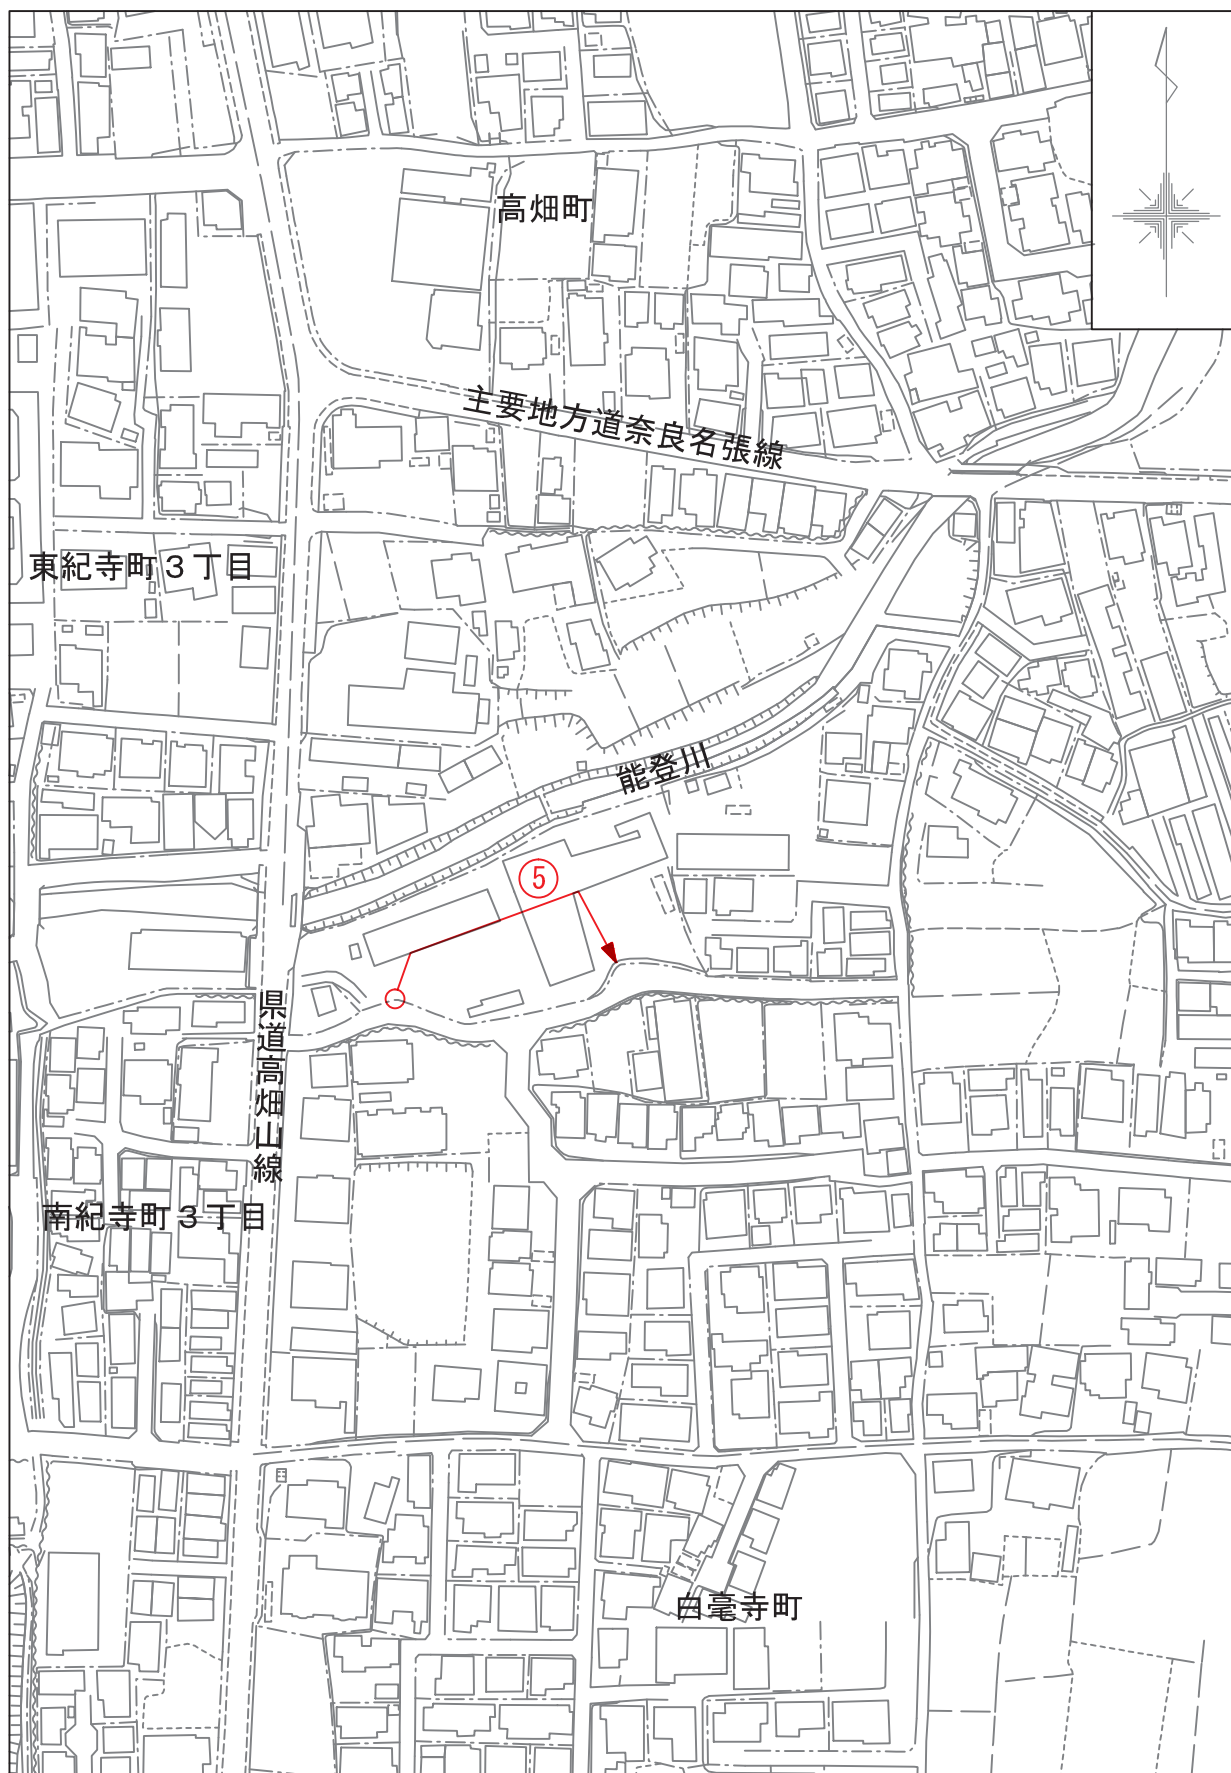 高畑町
主要地方道奈良名張線
東紀寺町３丁目
能登川
⑤
県道高畑山線
南紀寺町３丁目
白毫寺町